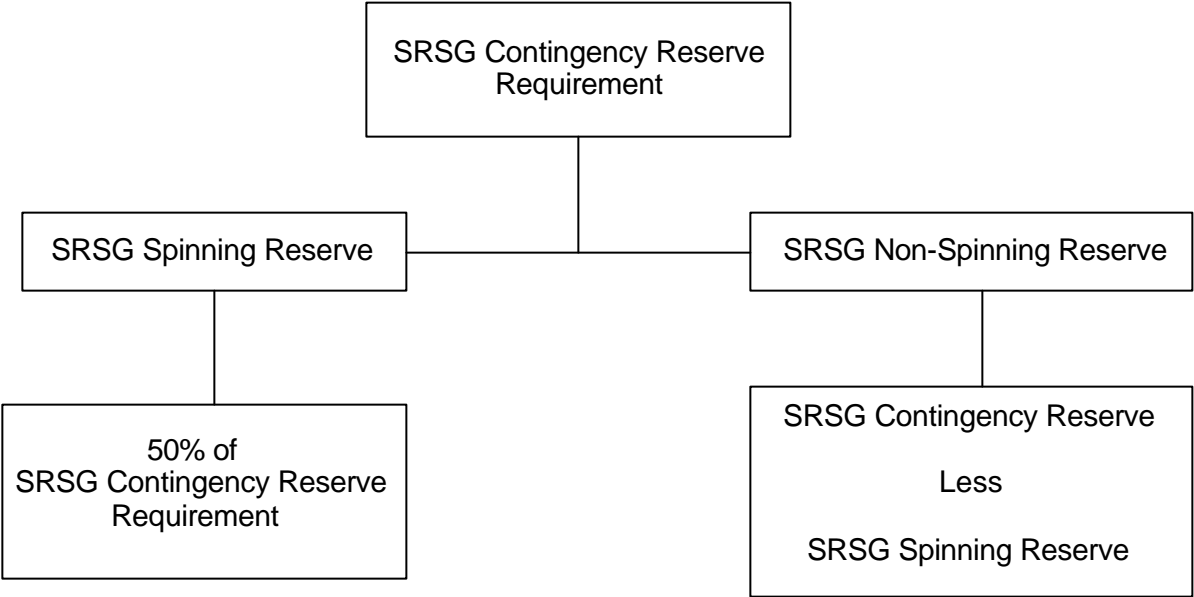 SRSG Contingency Reserve
Requirement
SRSG Spinning Reserve
SRSG Non-Spinning Reserve
50% of
SRSG Contingency Reserve
Requirement
SRSG Contingency Reserve
Less
SRSG Spinning Reserve